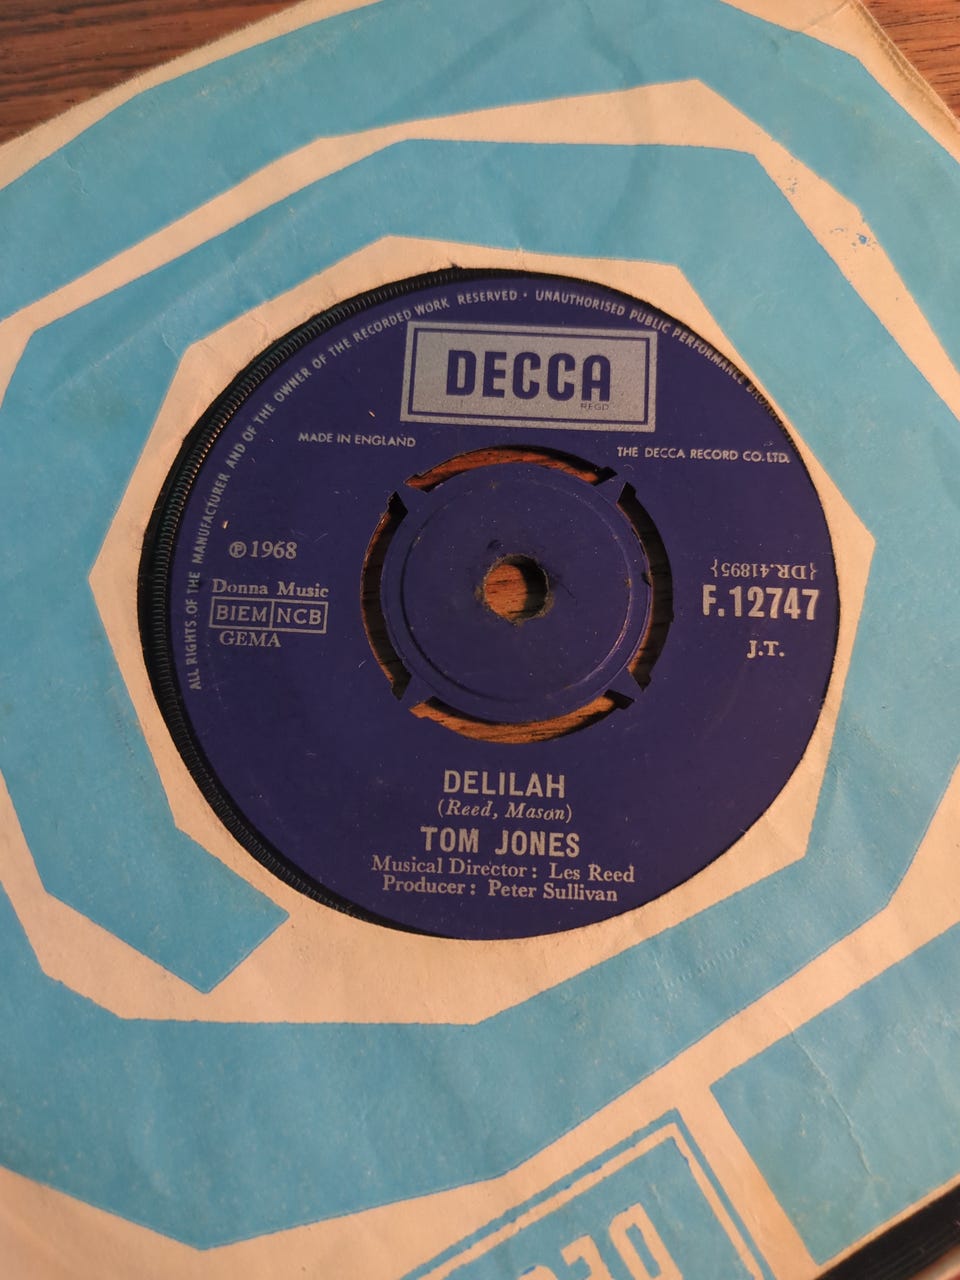 ALL RIGHTS OF THE MANUFACTURER AND OF THE OWNER OF THE RECORDED WORK RESERVED · UNAUTHORISED PUBLIC PERFORMANCE
DECCA
REGD
MADE IN ENGLAND
THE DECCA RECORD CO. LTD.
℗ 1968
Donna Music
BIEM NCB
GEMA
{DR.41895}
F.12747
J.T.
DELILAH
(Reed, Mason)
TOM JONES
Musical Director : Les Reed
Producer : Peter Sullivan